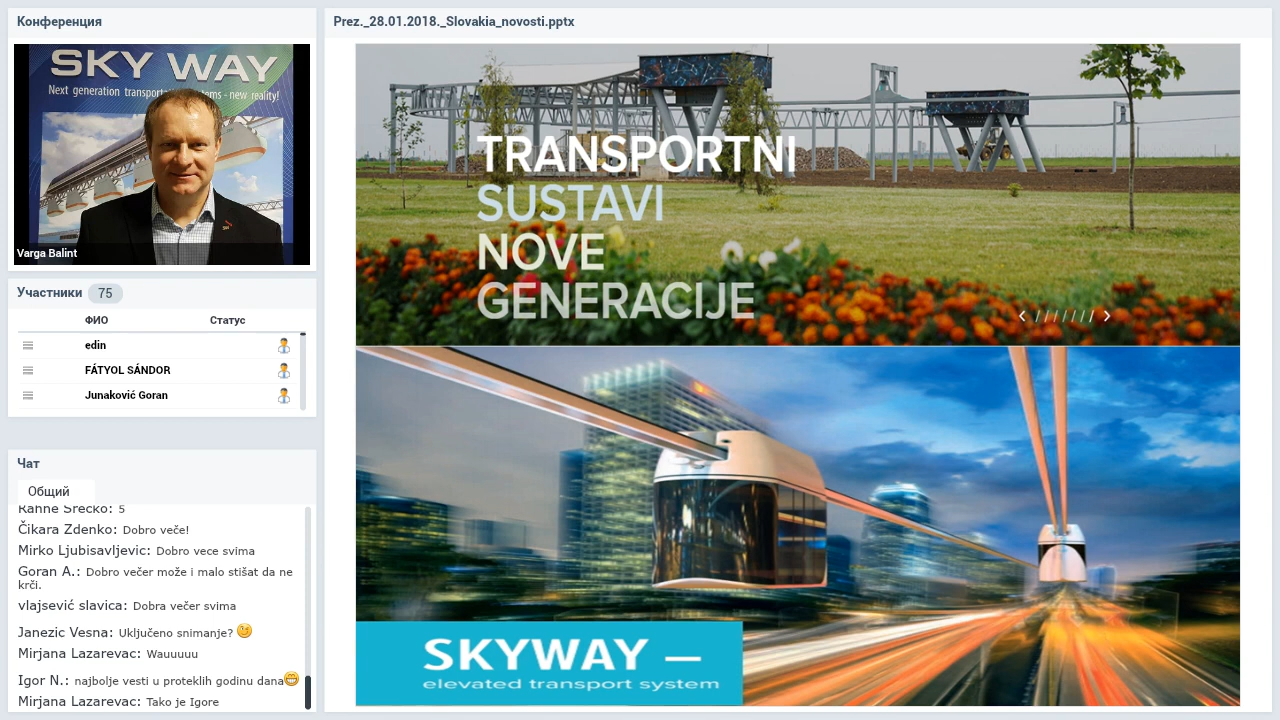 Конференция
SKY WAY
Next generation transport
ms - new reality!
Varga Balint
Участники 75
ФИО Статус
edin
FÁTYOL SÁNDOR
Junaković Goran
Чат
Общий
Rahne Srečko: 5
Čikara Zdenko: Dobro veče!
Mirko Ljubisavljevic: Dobro vece svima
Goran A.: Dobro večer može i malo stišat da ne
krči.
vlajsević slavica: Dobra večer svima
Janezic Vesna: Uključeno snimanje?
Mirjana Lazarevac: Wauuuuu
Igor N.: najbolje vesti u proteklih godinu dana
Mirjana Lazarevac: Tako je Igore
Prez._28.01.2018._Slovakia_novosti.pptx
TRANSPORTNI
SUSTAVI
NOVE
GENERACIJE
SKYWAY —
elevated transport system